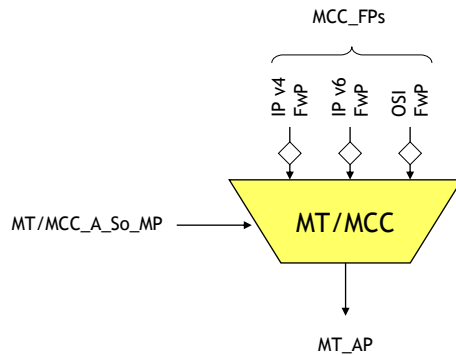 MCC_FPs
IP v4
FwP
IP v6
FwP
OSI
FwP
MT/MCC
MT/MCC_A_So_MP
MT_AP